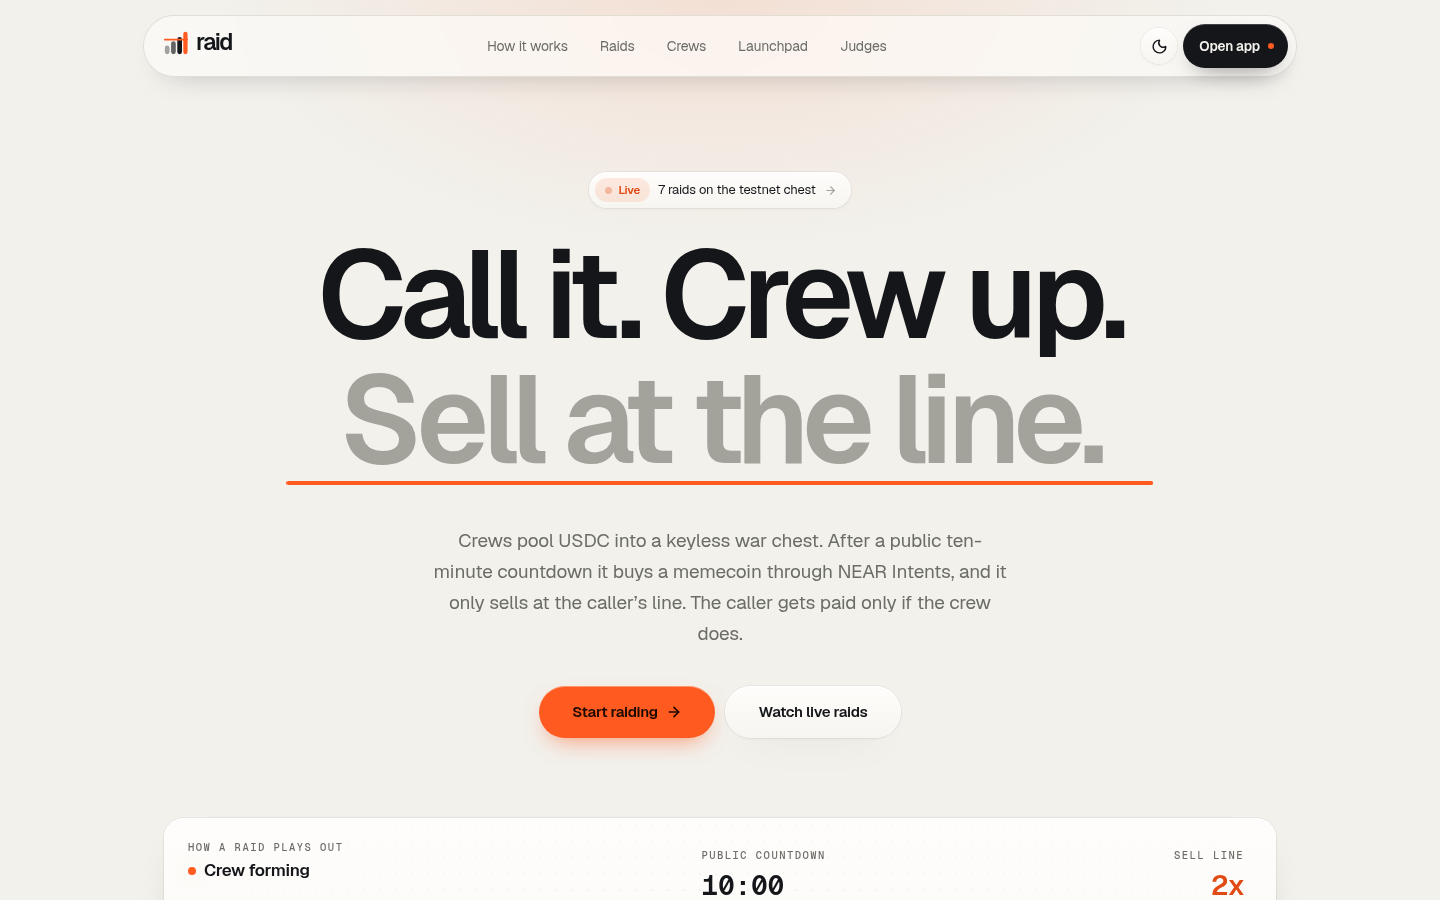 raid
How it works
Raids
Crews
Launchpad
Judges
Open app
Live
7 raids on the testnet chest
Call it. Crew up.
Sell at the line.
Crews pool USDC into a keyless war chest. After a public ten-
minute countdown it buys a memecoin through NEAR Intents, and it
only sells at the caller’s line. The caller gets paid only if the crew
does.
Start raiding
Watch live raids
HOW A RAID PLAYS OUT
Crew forming
PUBLIC COUNTDOWN
10:00
SELL LINE
2x